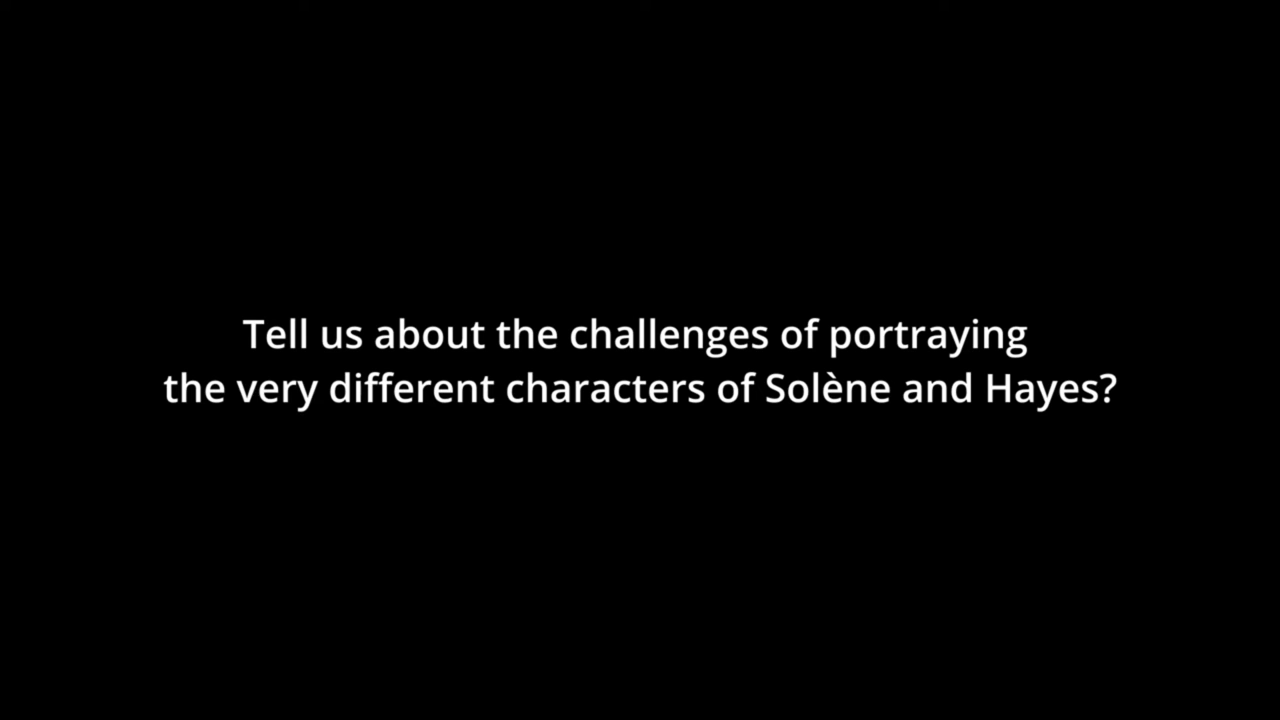 Tell us about the challenges of portraying
the very different characters of Solène and Hayes?